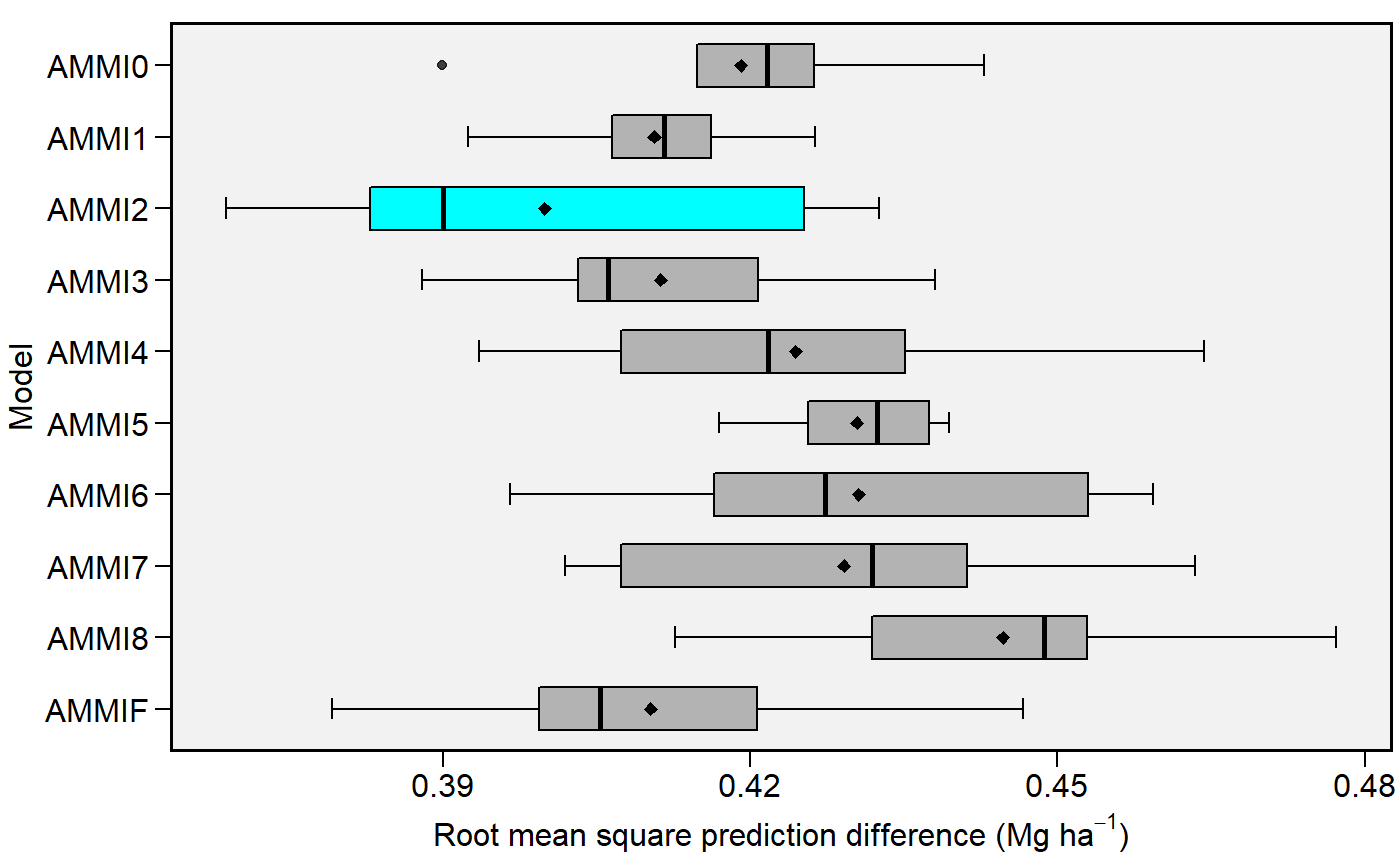 AMMI0
AMMI1
AMMI2
AMMI3
AMMI4
AMMI5
AMMI6
AMMI7
AMMI8
AMMIF
Model
0.39 0.42 0.45 0.48
Root mean square prediction difference (Mg ha⁻¹)